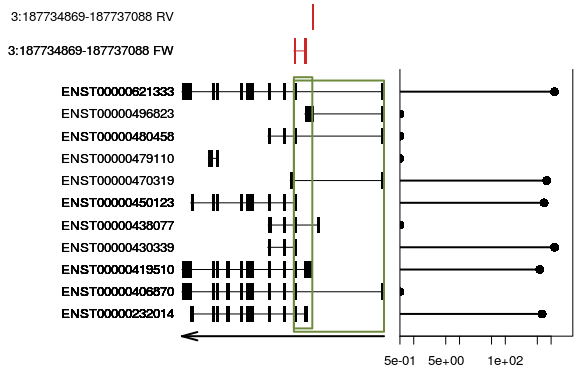 3:187734869-187737088 RV
3:187734869-187737088 FW
ENST00000621333
ENST00000496823
ENST00000480458
ENST00000479110
ENST00000470319
ENST00000450123
ENST00000438077
ENST00000430339
ENST00000419510
ENST00000406870
ENST00000232014
5e-01 5e+00 1e+02